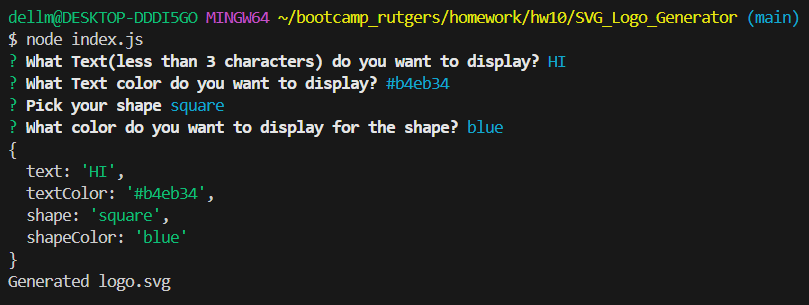 dellm@DESKTOP-DDDI5GO MINGW64 ~/bootcamp_rutgers/homework/hw10/SVG_Logo_Generator (main)
$ node index.js
? What Text(less than 3 characters) do you want to display? HI
? What Text color do you want to display? #b4eb34
? Pick your shape square
? What color do you want to display for the shape? blue
{
  text: 'HI',
  textColor: '#b4eb34',
  shape: 'square',
  shapeColor: 'blue'
}
Generated logo.svg